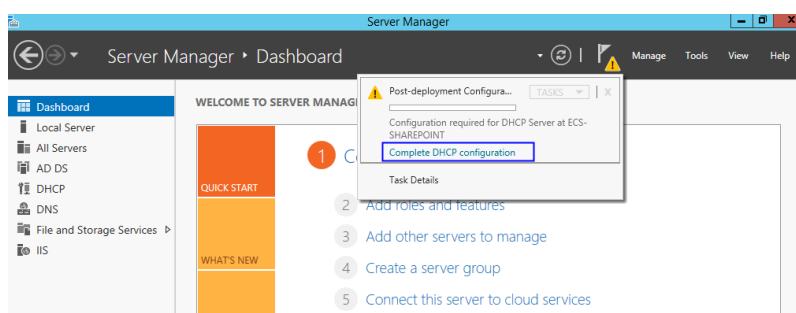 Server Manager
Server Manager • Dashboard
Manage Tools View Help
Post-deployment Configura... TASKS X
Configuration required for DHCP Server at ECS-
SHAREPOINT
Complete DHCP configuration
Task Details
Dashboard
Local Server
All Servers
AD DS
DHCP
DNS
File and Storage Services
IIS
WELCOME TO SERVER MANAG
QUICK START
WHAT'S NEW
1 Co
2 Add roles and features
3 Add other servers to manage
4 Create a server group
5 Connect this server to cloud services